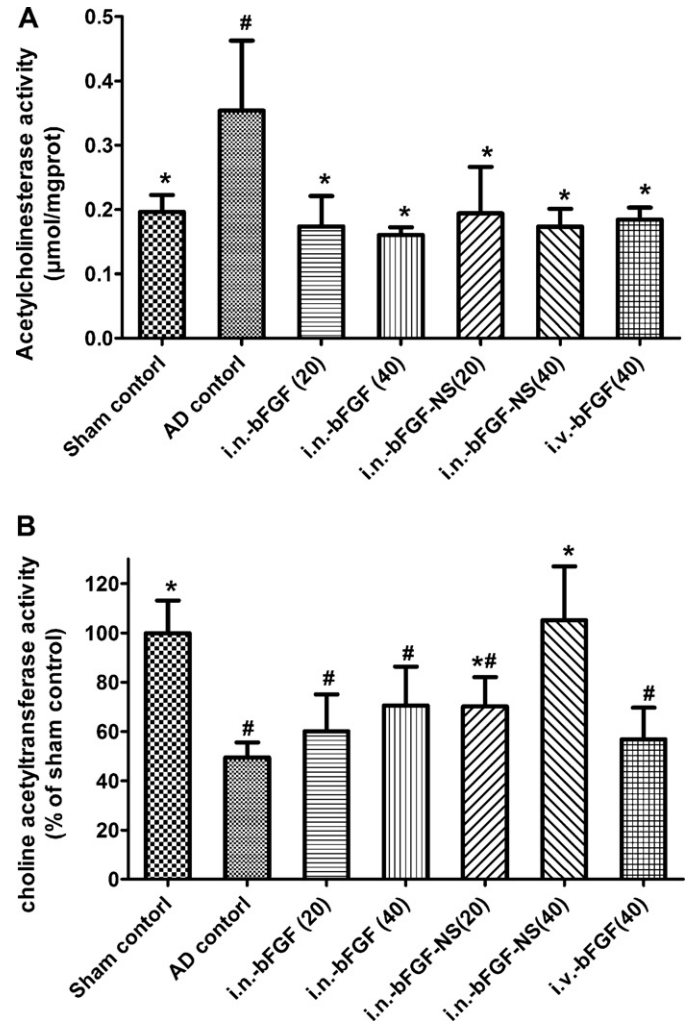 A
Acetylcholinesterase activity
(μmol/mgprot)
0.5
0.4
0.3
0.2
0.1
0.0
* # * * * * *
Sham contorl
AD contorl
i.n.-bFGF (20)
i.n.-bFGF (40)
i.n.-bFGF-NS(20)
i.n.-bFGF-NS(40)
i.v.-bFGF(40)
B
choline acetyltransferase activity
(% of sham control)
120
100
80
60
40
20
0
* # # # *# * #
Sham contorl
AD contorl
i.n.-bFGF (20)
i.n.-bFGF (40)
i.n.-bFGF-NS(20)
i.n.-bFGF-NS(40)
i.v.-bFGF(40)